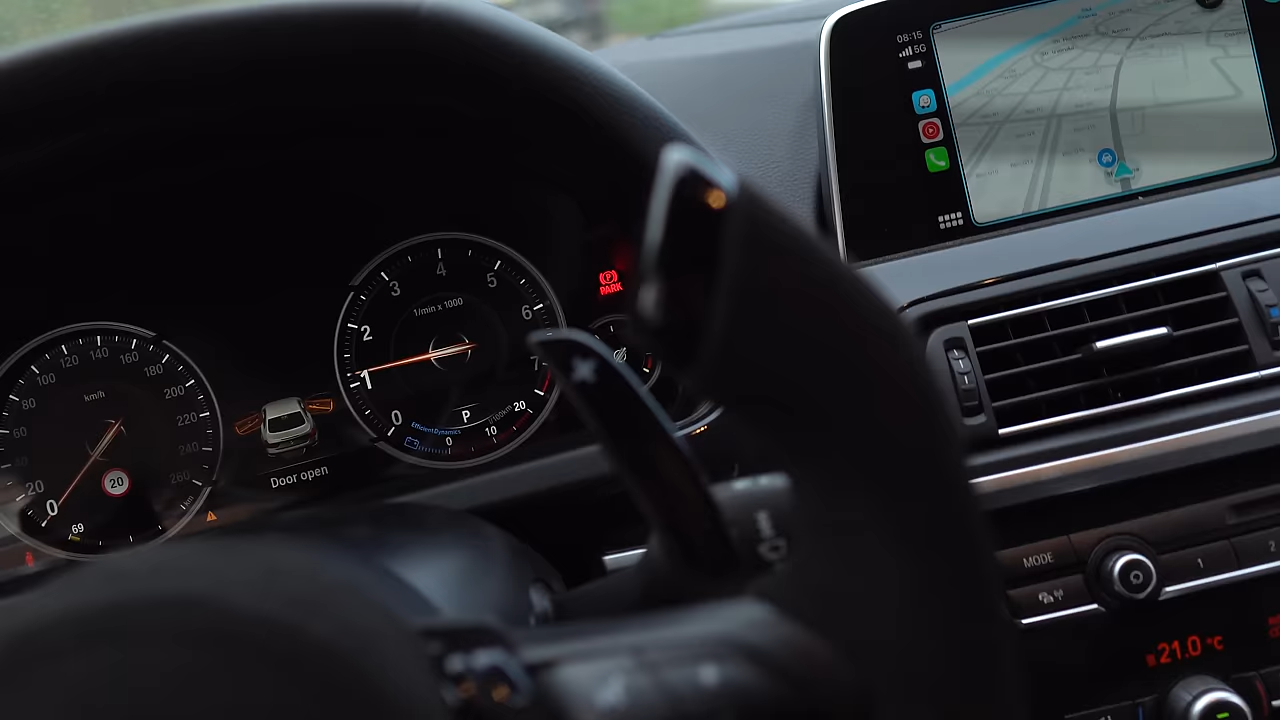 08:15
5G
4
3
5
1/min x 1000
6
2
PARK
7
1
0
P
20
EfficientDynamics
l/100km
0
10
120
140
160
100
180
80
km/h
200
60
220
240
20
20
260
0
km
69
Door open
MODE
1
2
21.0 °C